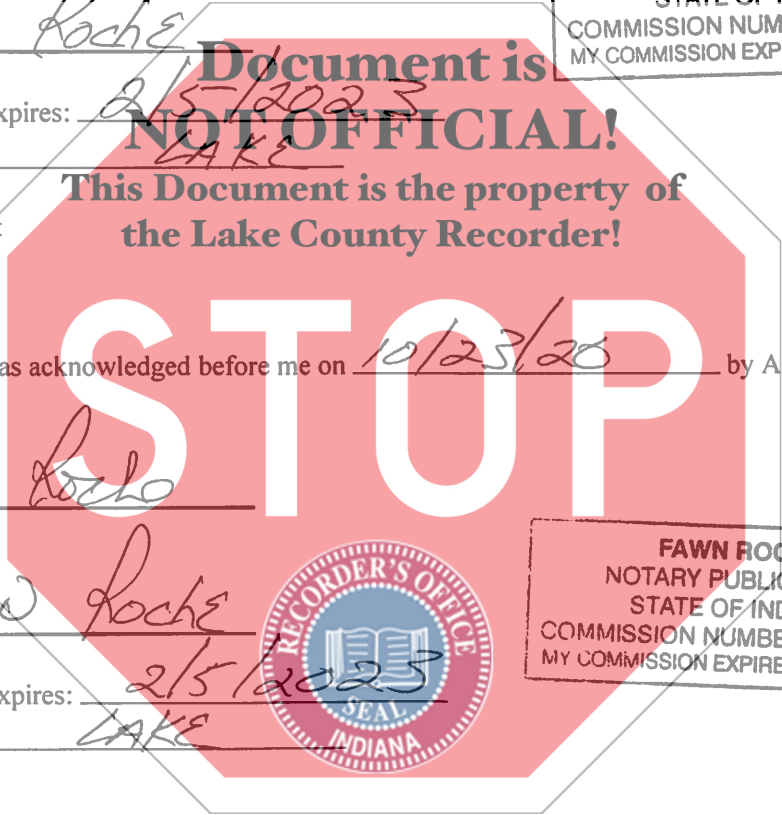 STATE OF
Roche
COMMISSION NUM
MY COMMISSION EXP
Document is
xpires: 2/5/2023
NOT OFFICIAL!
LAKE
This Document is the property of
the Lake County Recorder!
STOP
as acknowledged before me on 10/23/20 by A
Roche
FAWN ROC
NOTARY PUBLIC
STATE OF IND
Roche
COMMISSION NUMBE
MY COMMISSION EXPIRE
xpires: 2/5/2023
LAKE
RECORDER'S OFFICE
SEAL
INDIANA